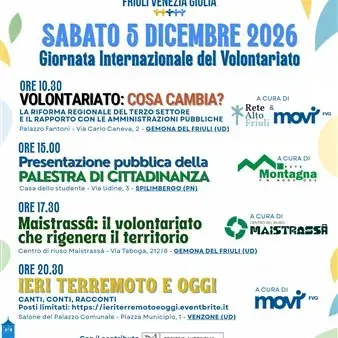 FRIULI VENEZIA GIULIA
SABATO 5 DICEMBRE 2026
Giornata Internazionale del Volontariato
ORE 10.30
VOLONTARIATO: COSA CAMBIA?
LA RIFORMA REGIONALE DEL TERZO SETTORE
E IL RAPPORTO CON LE AMMINISTRAZIONI PUBBLICHE
Palazzo Fantoni - Via Carlo Caneva, 2 - GEMONA DEL FRIULI (UD)
Rete
Alto
Friuli
A CURA DI
movi FVG
ORE 15.00
Presentazione pubblica della
PALESTRA DI CITTADINANZA
Casa dello studente - Via Udine, 3 - SPILIMBERGO (PN)
A CURA DI
Montagna
ORE 17.30
Maistrassâ: il volontariato
che rigenera il territorio
Centro di riuso Maistrassâ - Via Taboga, 212/8 - GEMONA DEL FRIULI (UD)
A CURA DI
CENTRO DEL RIUSO
MAISTRASSÂ
ORE 20.30
IERI TERREMOTO E OGGI
CANTI, CONTI, RACCONTI
Posti limitati: https://ieriterremotoeoggi.eventbrite.it
Salone del Palazzo Comunale - Piazza Municipio, 1 - VENZONE (UD)
A CURA DI
movi FVG
Con il contributo